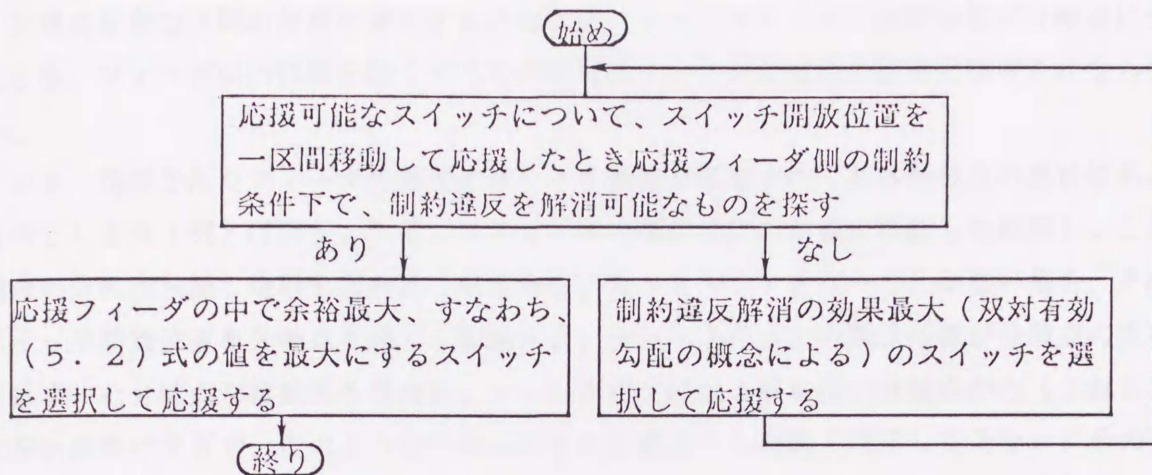 始め
応援可能なスイッチについて、スイッチ開放位置を
一区間移動して応援したとき応援フィーダ側の制約
条件下で、制約違反を解消可能なものを探す
あり
なし
応援フィーダの中で余裕最大、すなわち、
(5.2)式の値を最大にするスイッチ
を選択して応援する
制約違反解消の効果最大(双対有効
勾配の概念による)のスイッチを選
択して応援する
終り